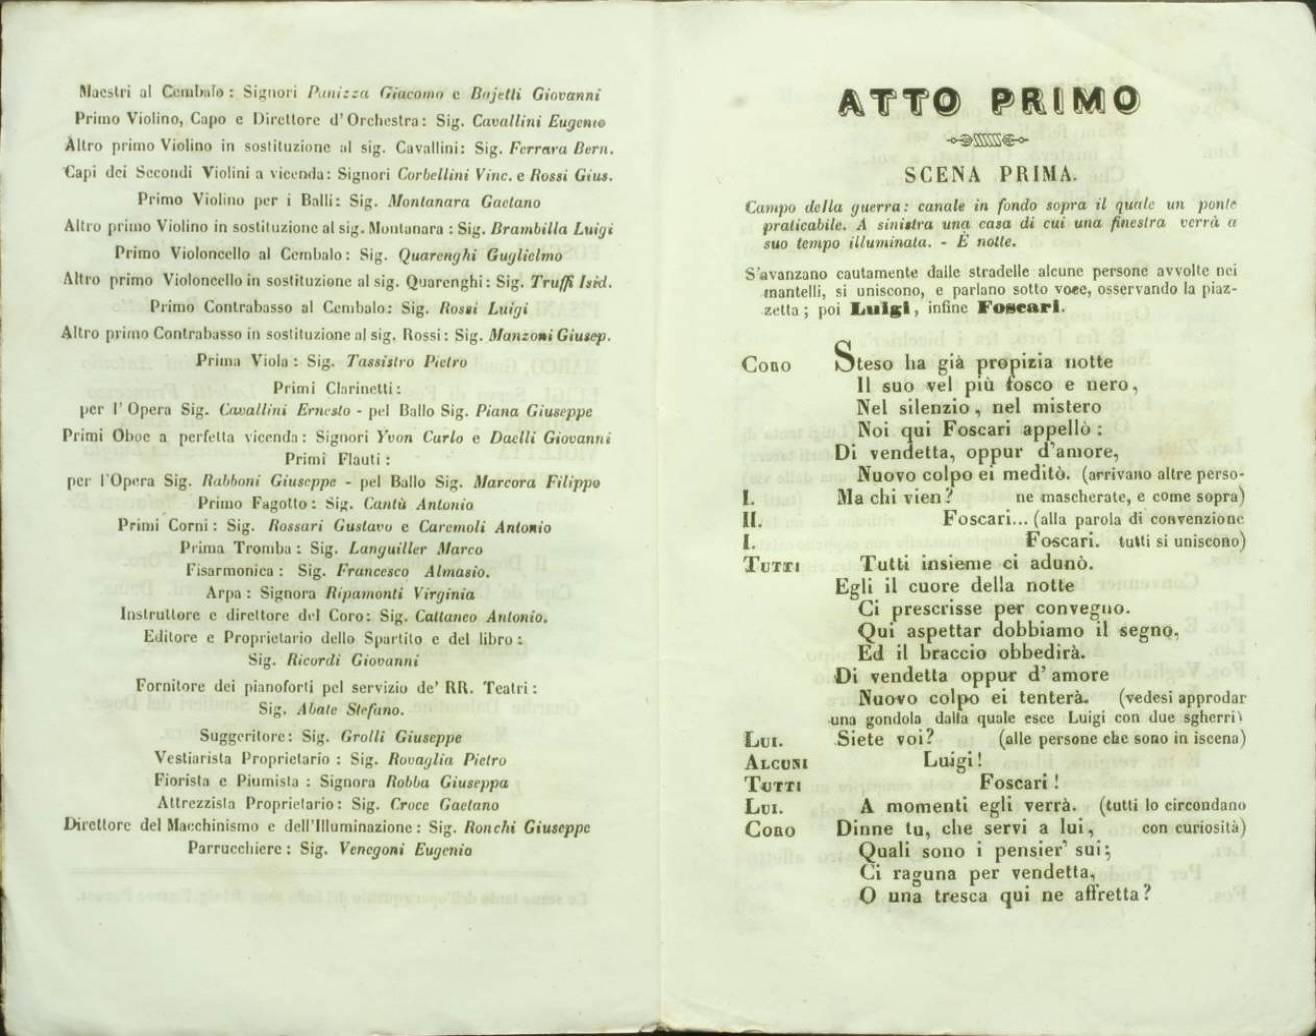 Maestri al Cembalo: Signori Panizza Giacomo e Bajetti Giovanni
Primo Violino, Capo e Direttore d'Orchestra: Sig. Cavallini Eugenio
Altro primo Violino in sostituzione al sig. Cavallini: Sig. Ferrara Bern.
Capi dei Secondi Violini a vicenda: Signori Corbellini Vinc. e Rossi Gius.
Primo Violino per i Balli: Sig. Montanara Gaetano
Altro primo Violino in sostituzione al sig. Montanara: Sig. Brambilla Luigi
Primo Violoncello al Cembalo: Sig. Quarenghi Guglielmo
Altro primo Violoncello in sostituzione al sig. Quarenghi: Sig. Truffi Isid.
Primo Contrabasso al Cembalo: Sig. Rossi Luigi
Altro primo Contrabasso in sostituzione al sig. Rossi: Sig. Manzoni Giusep.
Prima Viola: Sig. Tassistro Pietro
Primi Clarinetti:
per l'Opera Sig. Cavallini Ernesto - pel Ballo Sig. Piana Giuseppe
Primi Oboe a perfetta vicenda: Signori Yvon Carlo e Daelli Giovanni
Primi Flauti:
per l'Opera Sig. Rabboni Giuseppe - pel Ballo Sig. Marcora Filippo
Primo Fagotto: Sig. Cantù Antonio
Primi Corni: Sig. Rossari Gustavo e Caremoli Antonio
Prima Tromba: Sig. Languiller Marco
Fisarmonica: Sig. Francesco Almasio.
Arpa: Signora Ripamonti Virginia
Instruttore e direttore del Coro: Sig. Cattaneo Antonio.
Editore e Proprietario dello Spartito e del libro:
Sig. Ricordi Giovanni
Fornitore dei pianoforti pel servizio de' RR. Teatri:
Sig. Abate Stefano.
Suggeritore: Sig. Grolli Giuseppe
Vestiarista Proprietario: Sig. Rovaglia Pietro
Fiorista e Piumista: Signora Robba Giuseppa
Attrezzista Proprietario: Sig. Croce Gaetano
Direttore del Macchinismo e dell'Illuminazione: Sig. Ronchi Giuseppe
Parrucchiere: Sig. Venegoni Eugenio
ATTO PRIMO
SCENA PRIMA.
Campo della guerra: canale in fondo sopra il quale un ponte
praticabile. A sinistra una casa di cui una finestra verrà a
suo tempo illuminata. - È notte.
S'avanzano cautamente dalle stradelle alcune persone avvolte nei
mantelli, si uniscono, e parlano sotto voce, osservando la piaz-
zetta; poi Luigi, infine Foscari.
CORO Steso ha già propizia notte
Il suo vel più fosco e nero,
Nel silenzio, nel mistero
Noi qui Foscari appellò:
Di vendetta, oppur d'amore,
Nuovo colpo ei meditò. (arrivano altre perso-
I. Ma chi vien? ne mascherate, e come sopra)
II. Foscari... (alla parola di convenzione
I. Foscari. tutti si uniscono)
TUTTI Tutti insieme ci adunò.
Egli il cuore della notte
Ci prescrisse per convegno.
Qui aspettar dobbiamo il segno,
Ed il braccio obbedirà.
Di vendetta oppur d'amore
Nuovo colpo ei tenterà. (vedesi approdar
una gondola dalla quale esce Luigi con due sgherri)
LUI. Siete voi? (alle persone che sono in iscena)
ALCUNI Luigi!
TUTTI Foscari!
LUI. A momenti egli verrà. (tutti lo circondano
CORO Dinne tu, che servi a lui, con curiosità)
Quali sono i pensier' sui;
Ci raguna per vendetta,
O una tresca qui ne affretta?